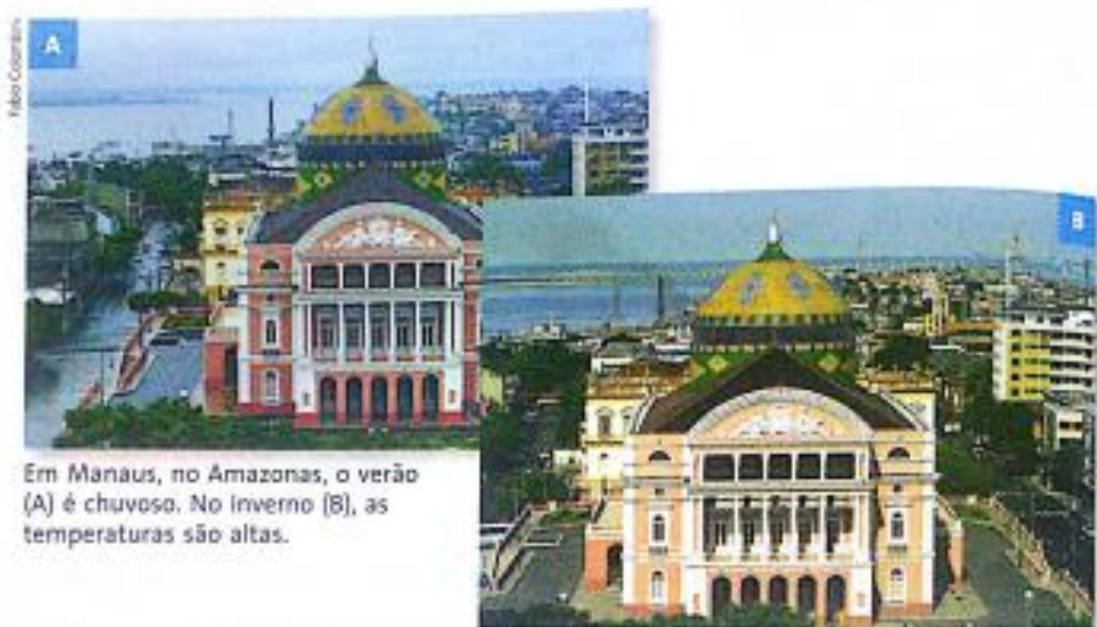 A
B
Em Manaus, no Amazonas, o verão
(A) é chuvoso. No Inverno (B), as
temperaturas são altas.